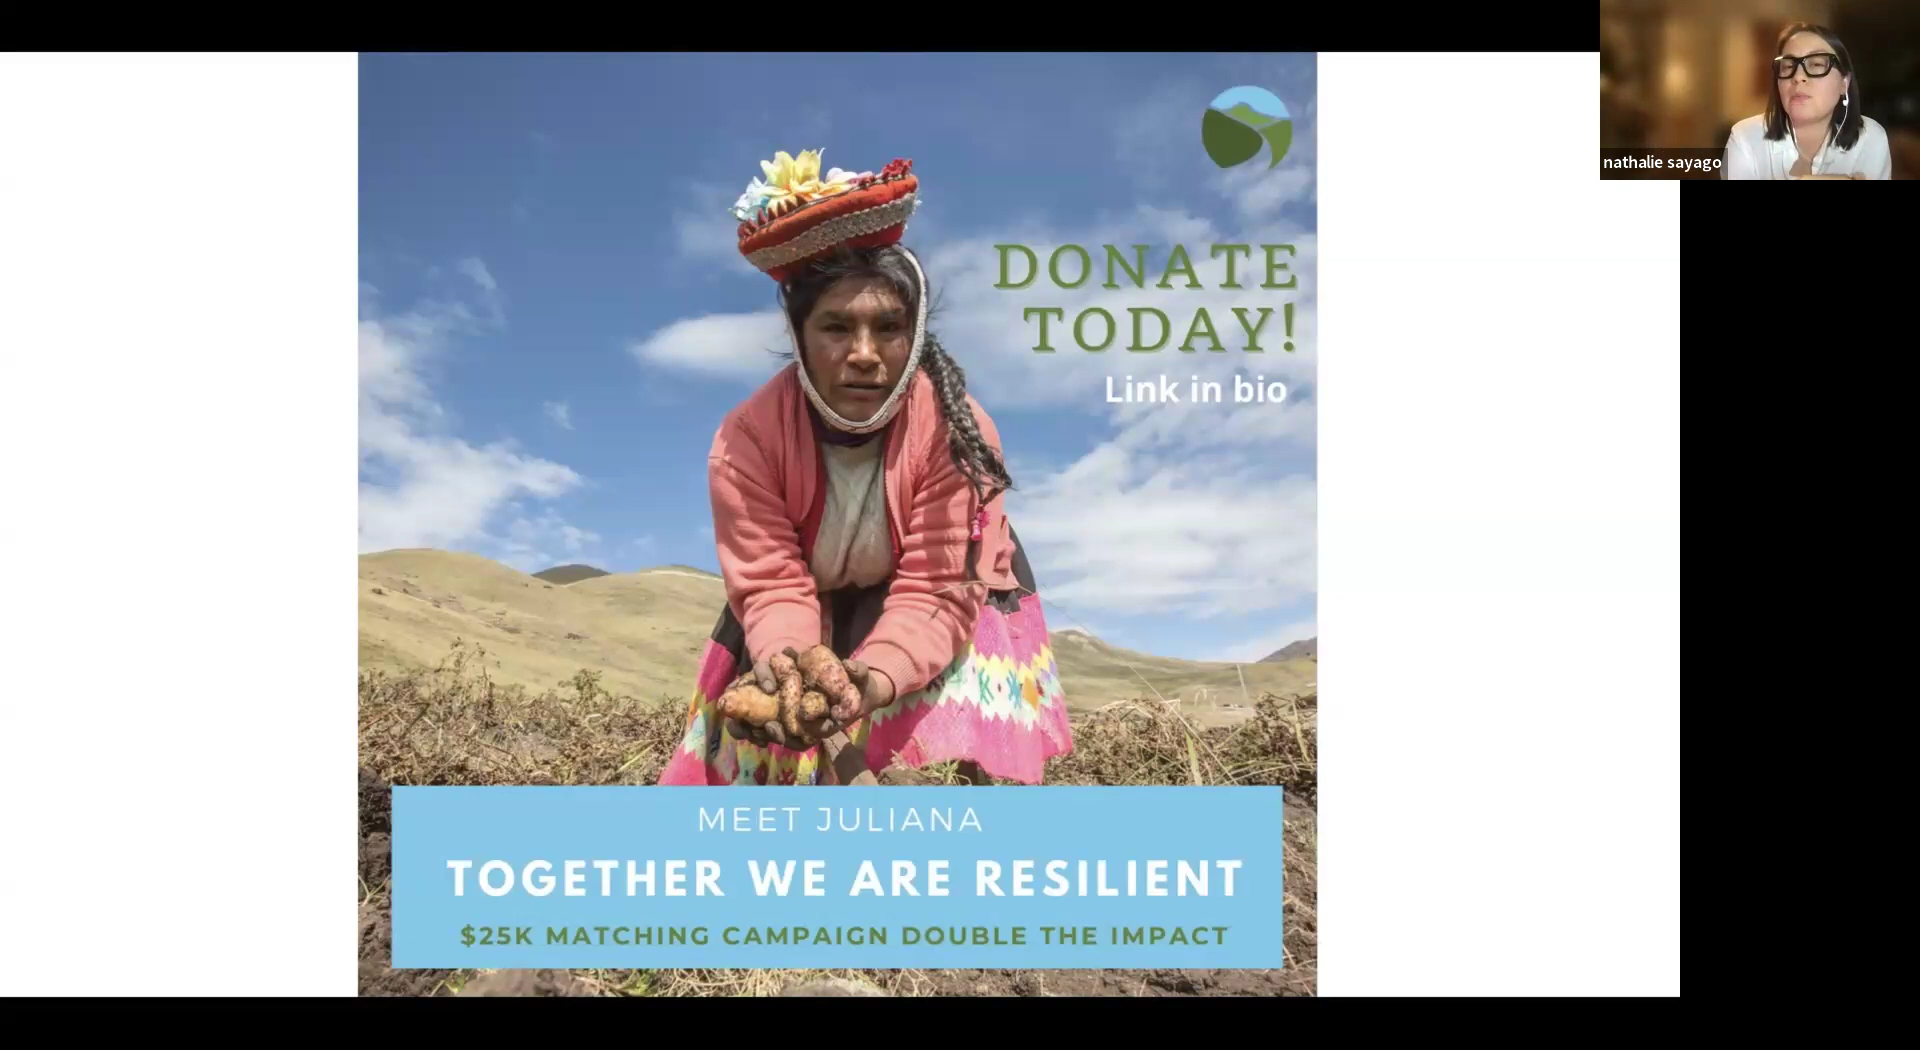 nathalie sayago
DONATE
TODAY!
Link in bio
MEET JULIANA
TOGETHER WE ARE RESILIENT
$25K MATCHING CAMPAIGN DOUBLE THE IMPACT